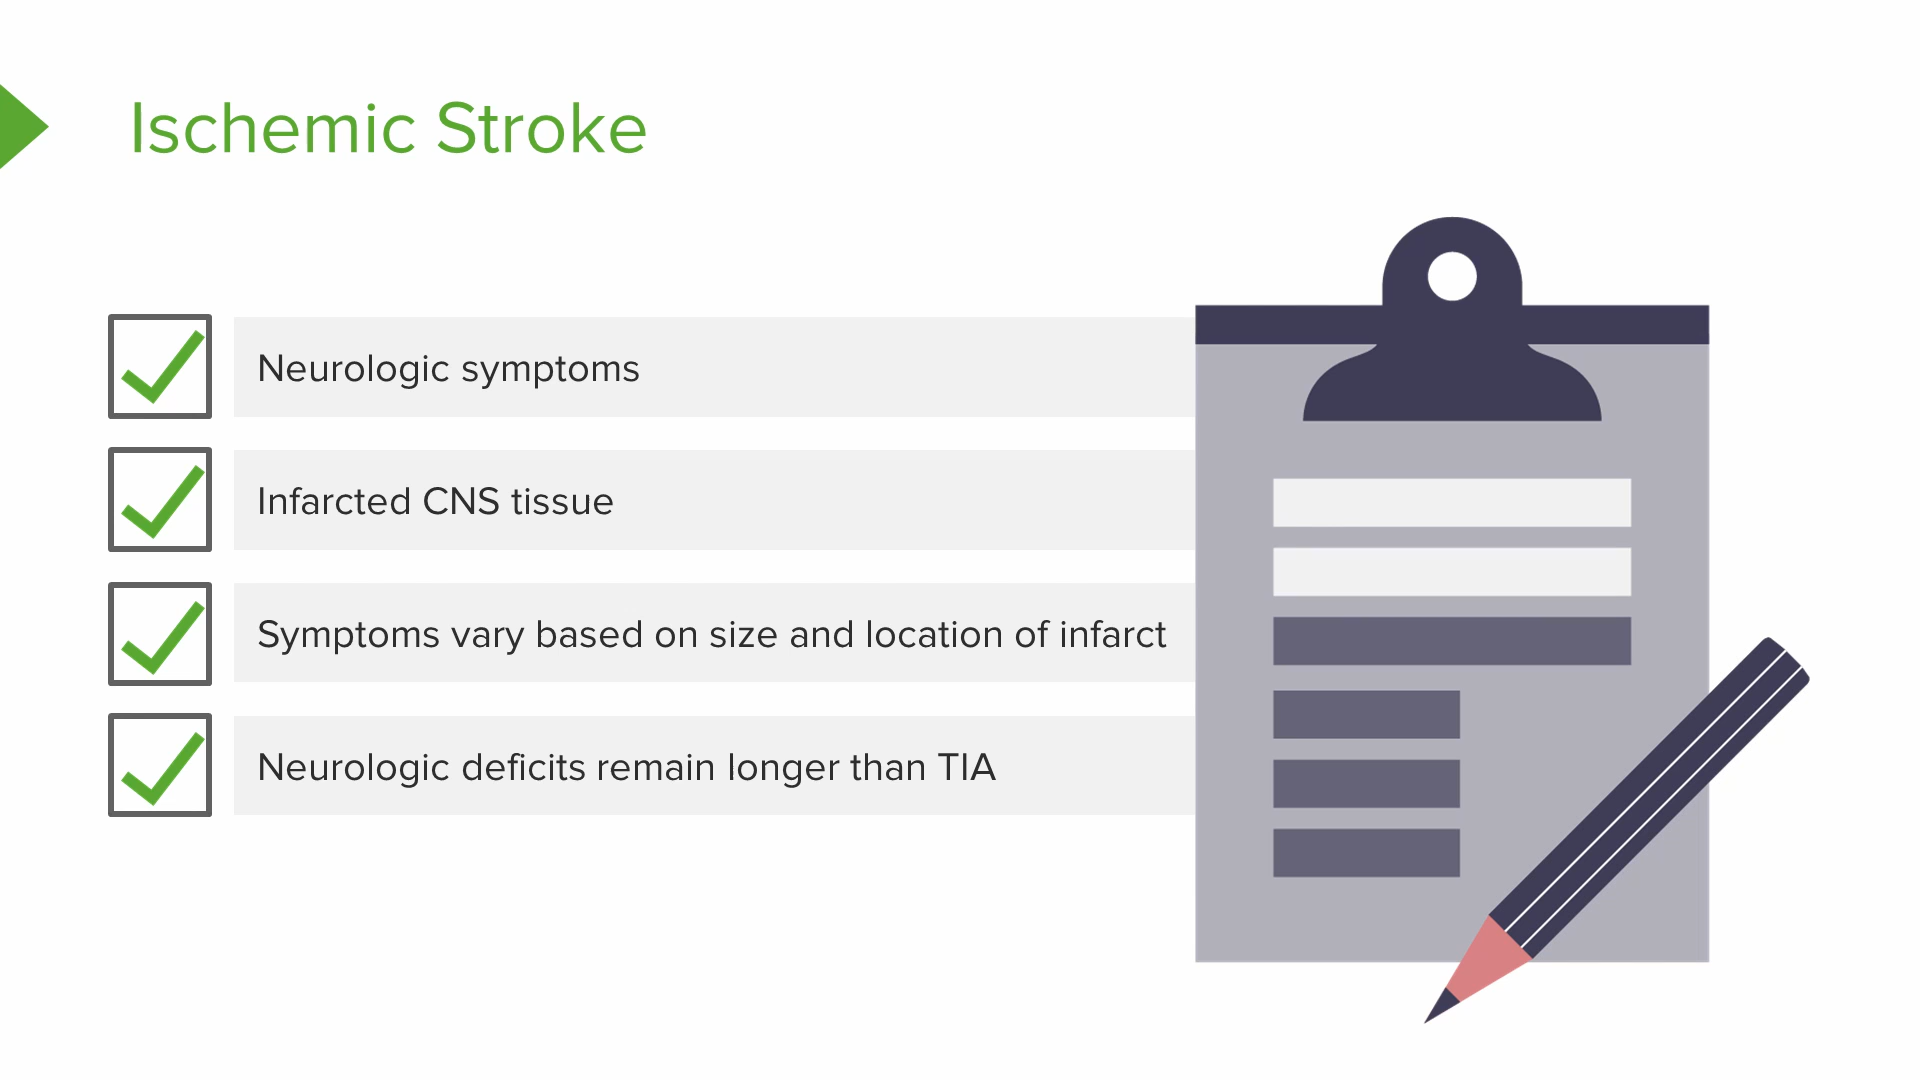 Ischemic Stroke
Neurologic symptoms
Infarcted CNS tissue
Symptoms vary based on size and location of infarct
Neurologic deficits remain longer than TIA